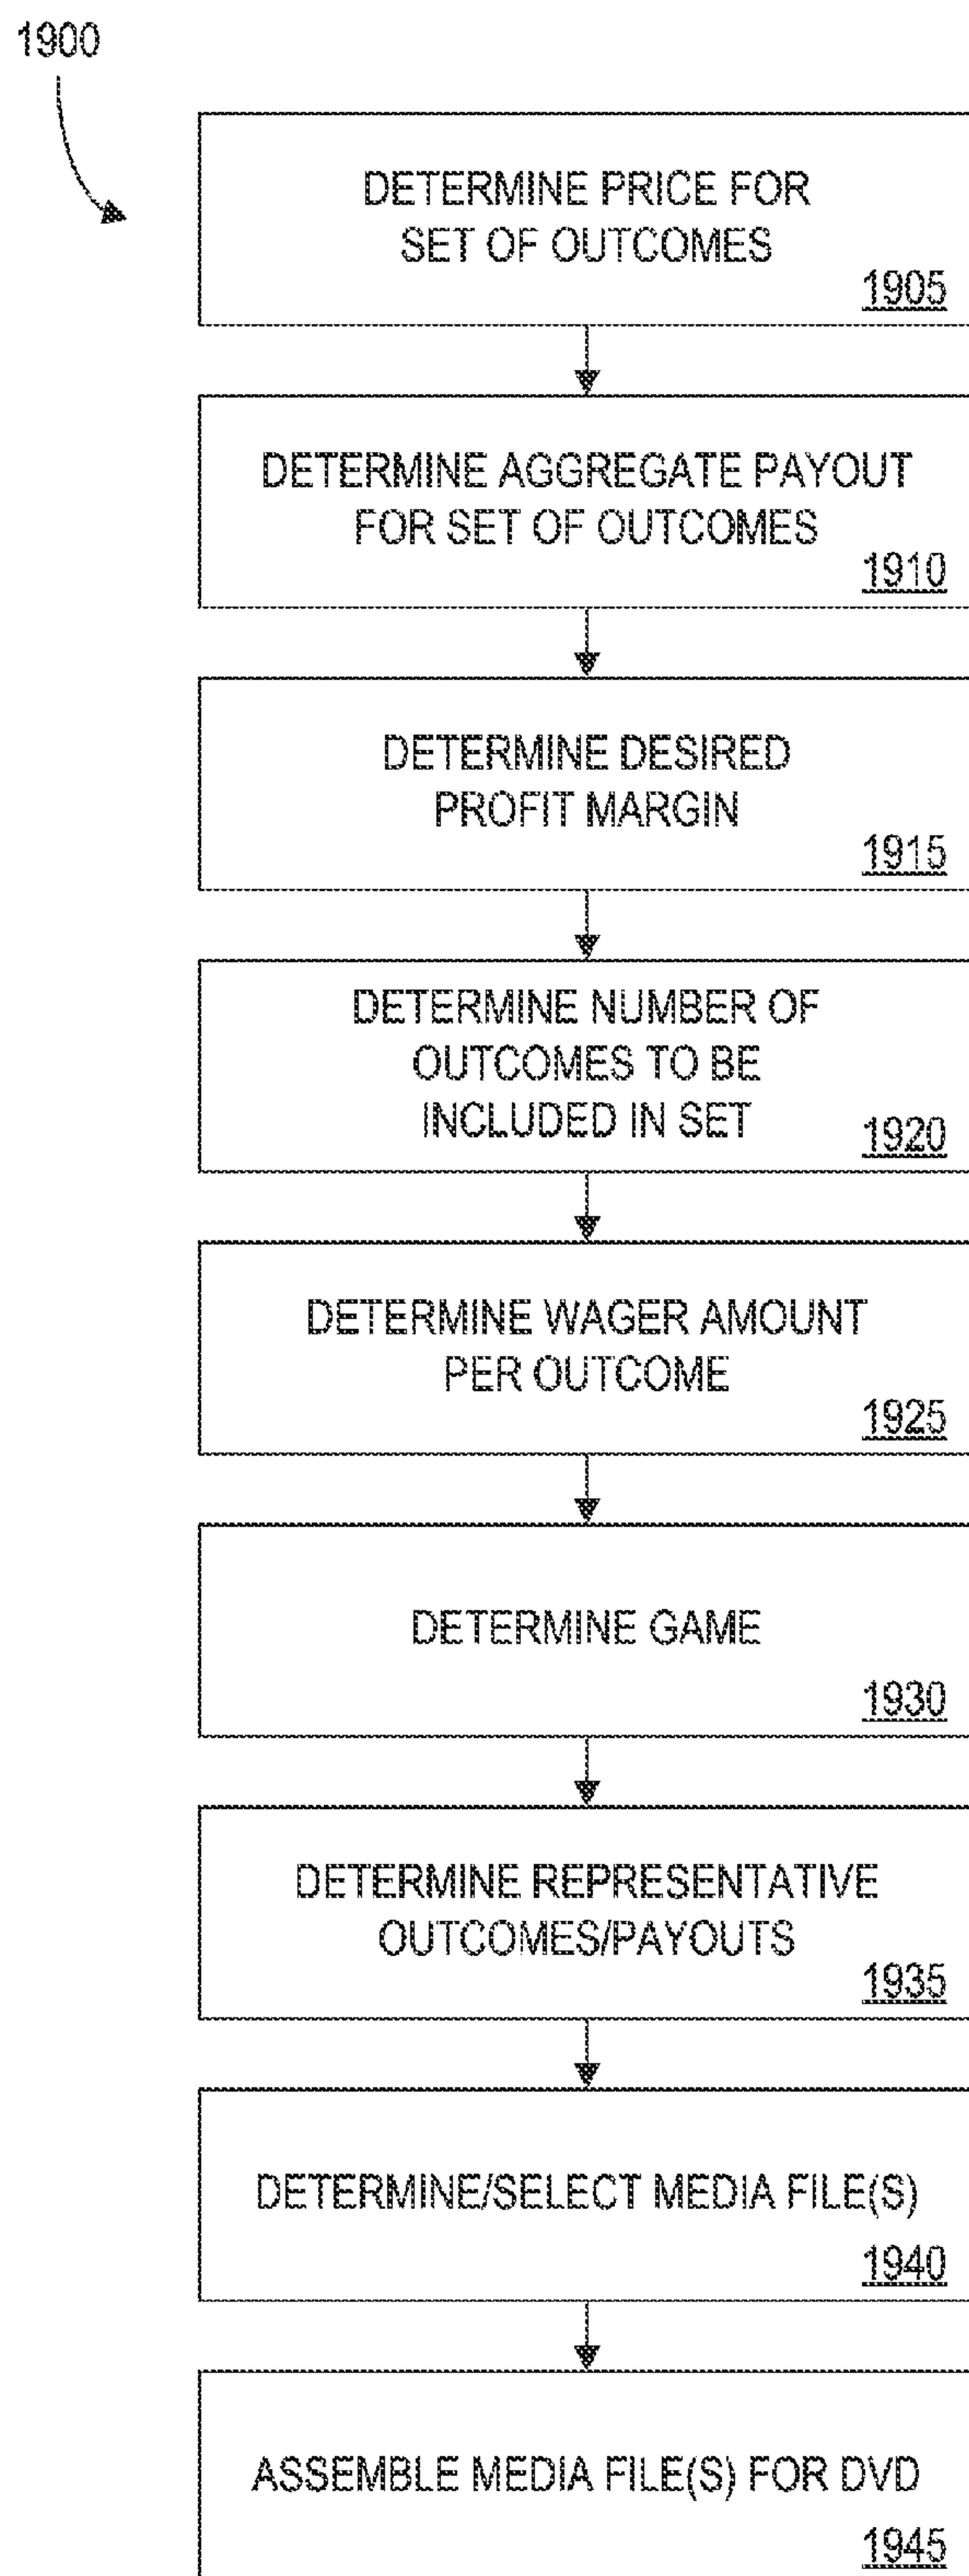 1900
DETERMINE PRICE FOR
SET OF OUTCOMES
1905
DETERMINE AGGREGATE PAYOUT
FOR SET OF OUTCOMES
1910
DETERMINE DESIRED
PROFIT MARGIN
1915
DETERMINE NUMBER OF
OUTCOMES TO BE
INCLUDED IN SET
1920
DETERMINE WAGER AMOUNT
PER OUTCOME
1925
DETERMINE GAME
1930
DETERMINE REPRESENTATIVE
OUTCOMES/PAYOUTS
1935
DETERMINE/SELECT MEDIA FILE(S)
1940
ASSEMBLE MEDIA FILE(S) FOR DVD
1945